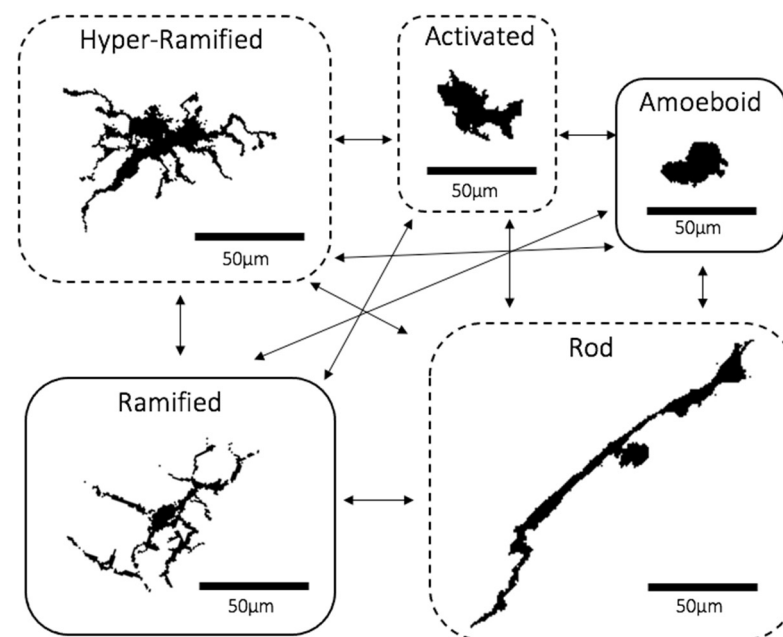 Hyper-Ramified
50μm
Activated
50μm
Amoeboid
50μm
Ramified
50μm
Rod
50μm